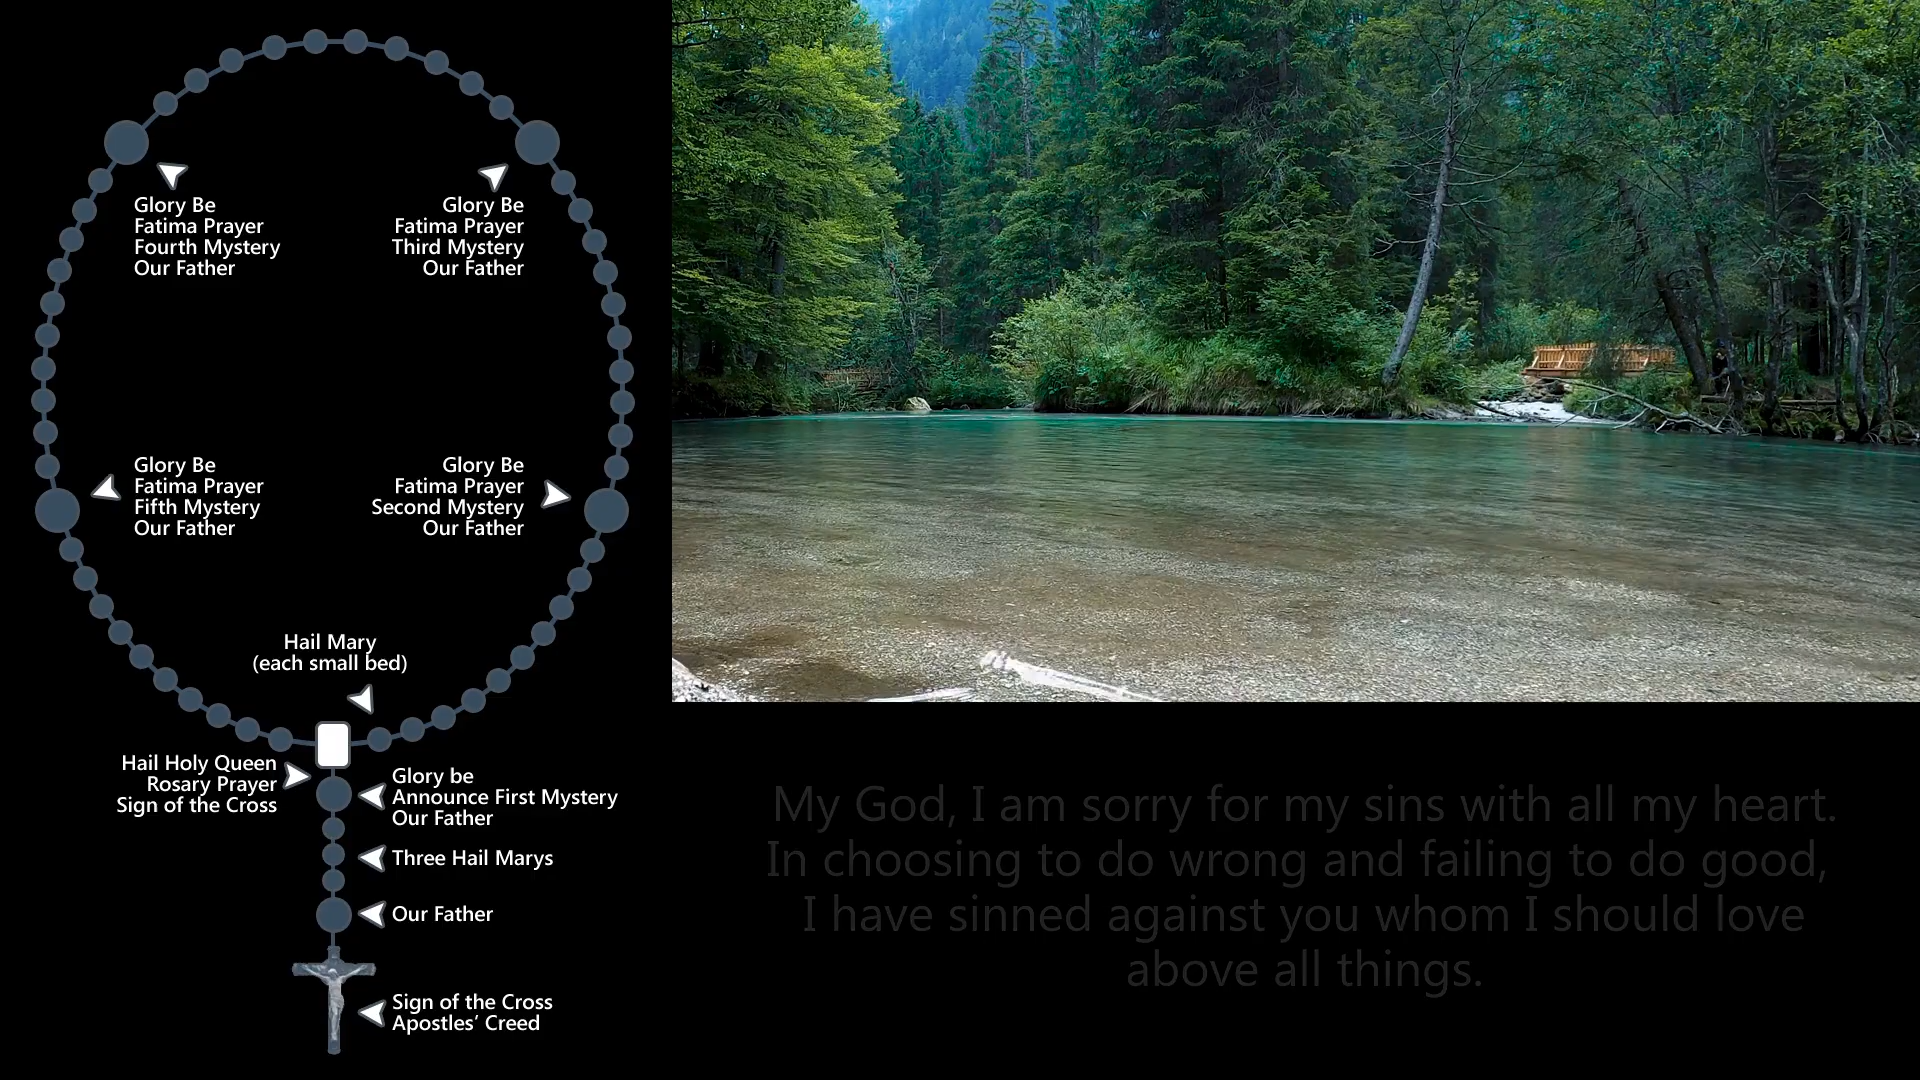 Glory Be
Fatima Prayer
Fourth Mystery
Our Father
Glory Be
Fatima Prayer
Third Mystery
Our Father
Glory Be
Fatima Prayer
Fifth Mystery
Our Father
Glory Be
Fatima Prayer
Second Mystery
Our Father
Hail Mary
(each small bed)
Hail Holy Queen
Rosary Prayer
Sign of the Cross
Glory be
Announce First Mystery
Our Father
Three Hail Marys
Our Father
Sign of the Cross
Apostles’ Creed
My God, I am sorry for my sins with all my heart.
In choosing to do wrong and failing to do good,
I have sinned against you whom I should love
above all things.